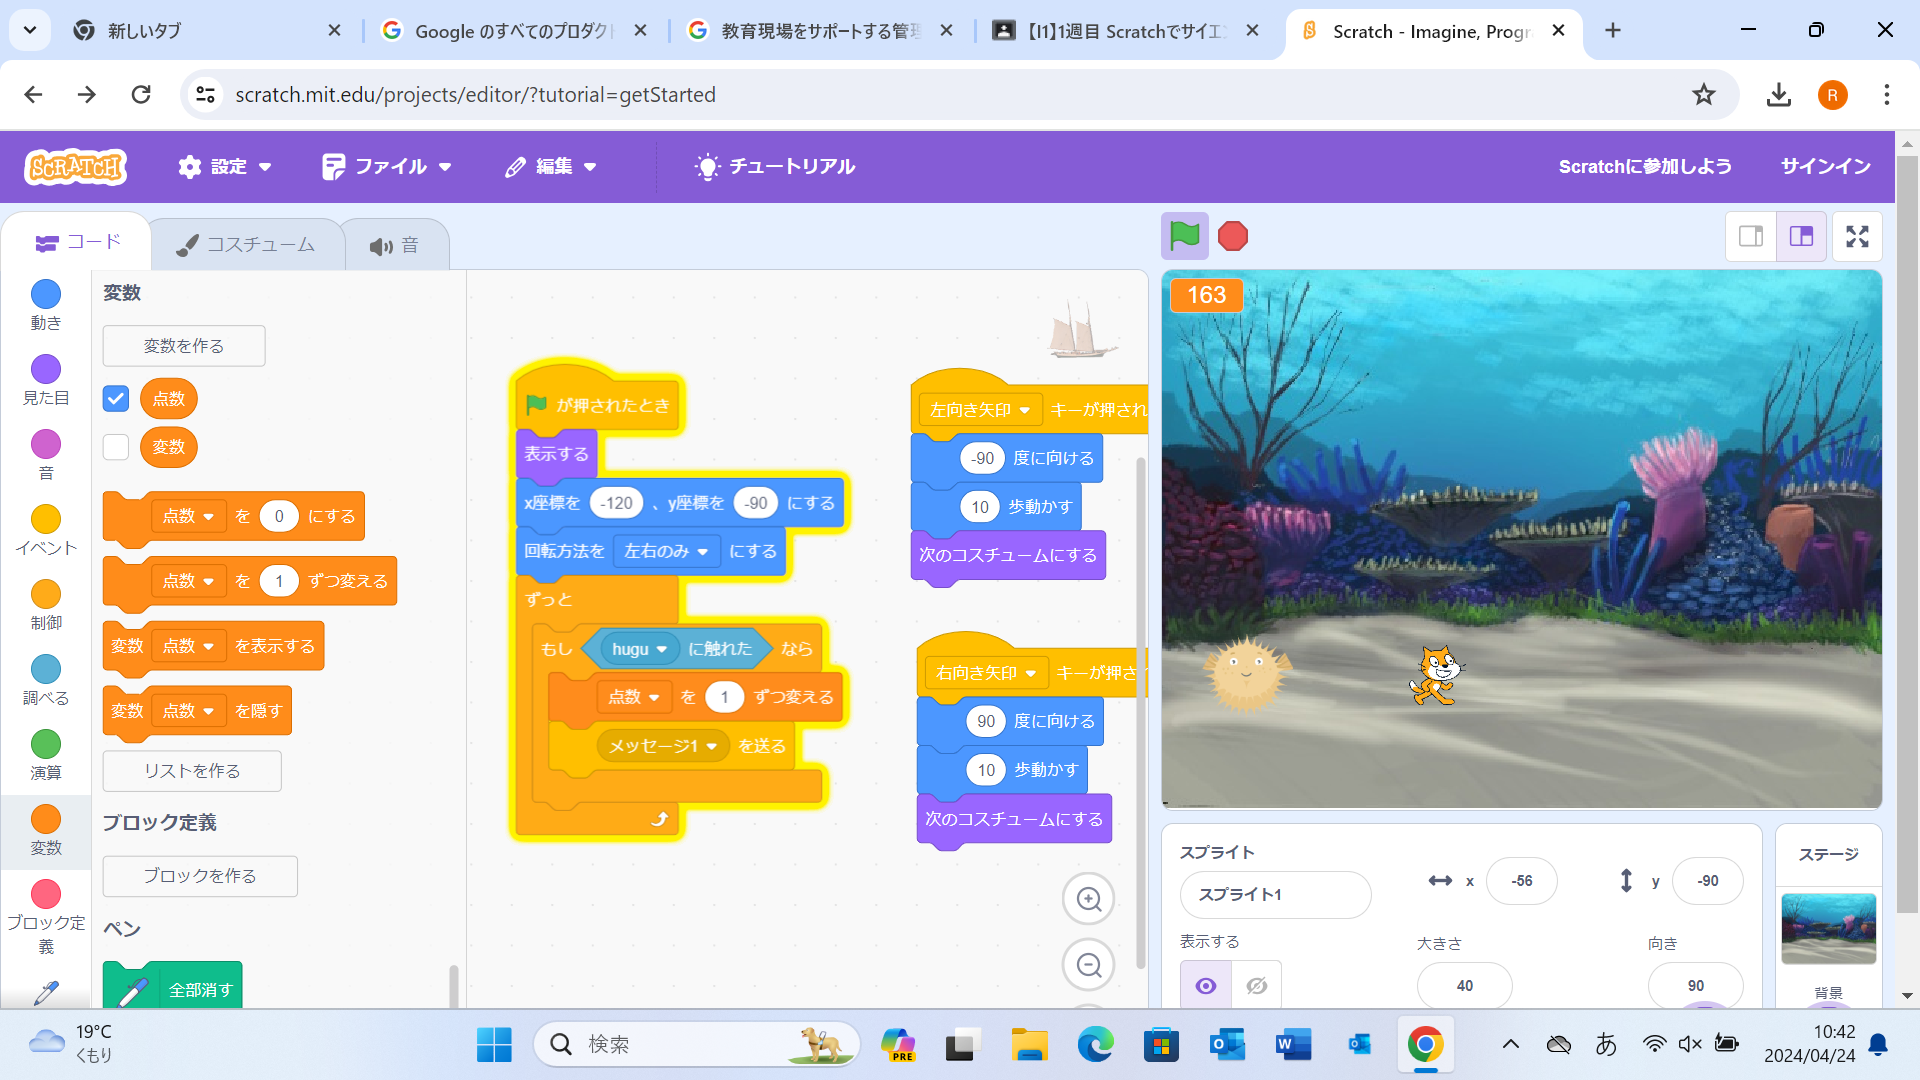 新しいタブ
Google のすべてのプロダクト
教育現場をサポートする管理
【I1】1週目 Scratchでサイエン
Scratch - Imagine, Progr
scratch.mit.edu/projects/editor/?tutorial=getStarted
R
SCRATCH
設定
ファイル
編集
チュートリアル
Scratchに参加しよう
サインイン
コード
コスチューム
音
動き
見た目
音
イベント
制御
調べる
演算
変数
ブロック定
義
変数
変数を作る
点数
変数
点数 を 0 にする
点数 を 1 ずつ変える
変数 点数 を表示する
変数 点数 を隠す
リストを作る
ブロック定義
ブロックを作る
ペン
全部消す
が押されたとき
表示する
x座標を -120 、y座標を -90 にする
回転方法を 左右のみ にする
ずっと
もし hugu に触れた なら
点数 を 1 ずつ変える
メッセージ1 を送る
左向き矢印 キーが押され
-90 度に向ける
10 歩動かす
次のコスチュームにする
右向き矢印 キーが押さ
90 度に向ける
10 歩動かす
次のコスチュームにする
163
スプライト
スプライト1
x -56
y -90
表示する
大きさ
40
向き
90
ステージ
背景
19°C
くもり
検索
PRE
あ
10:42
2024/04/24